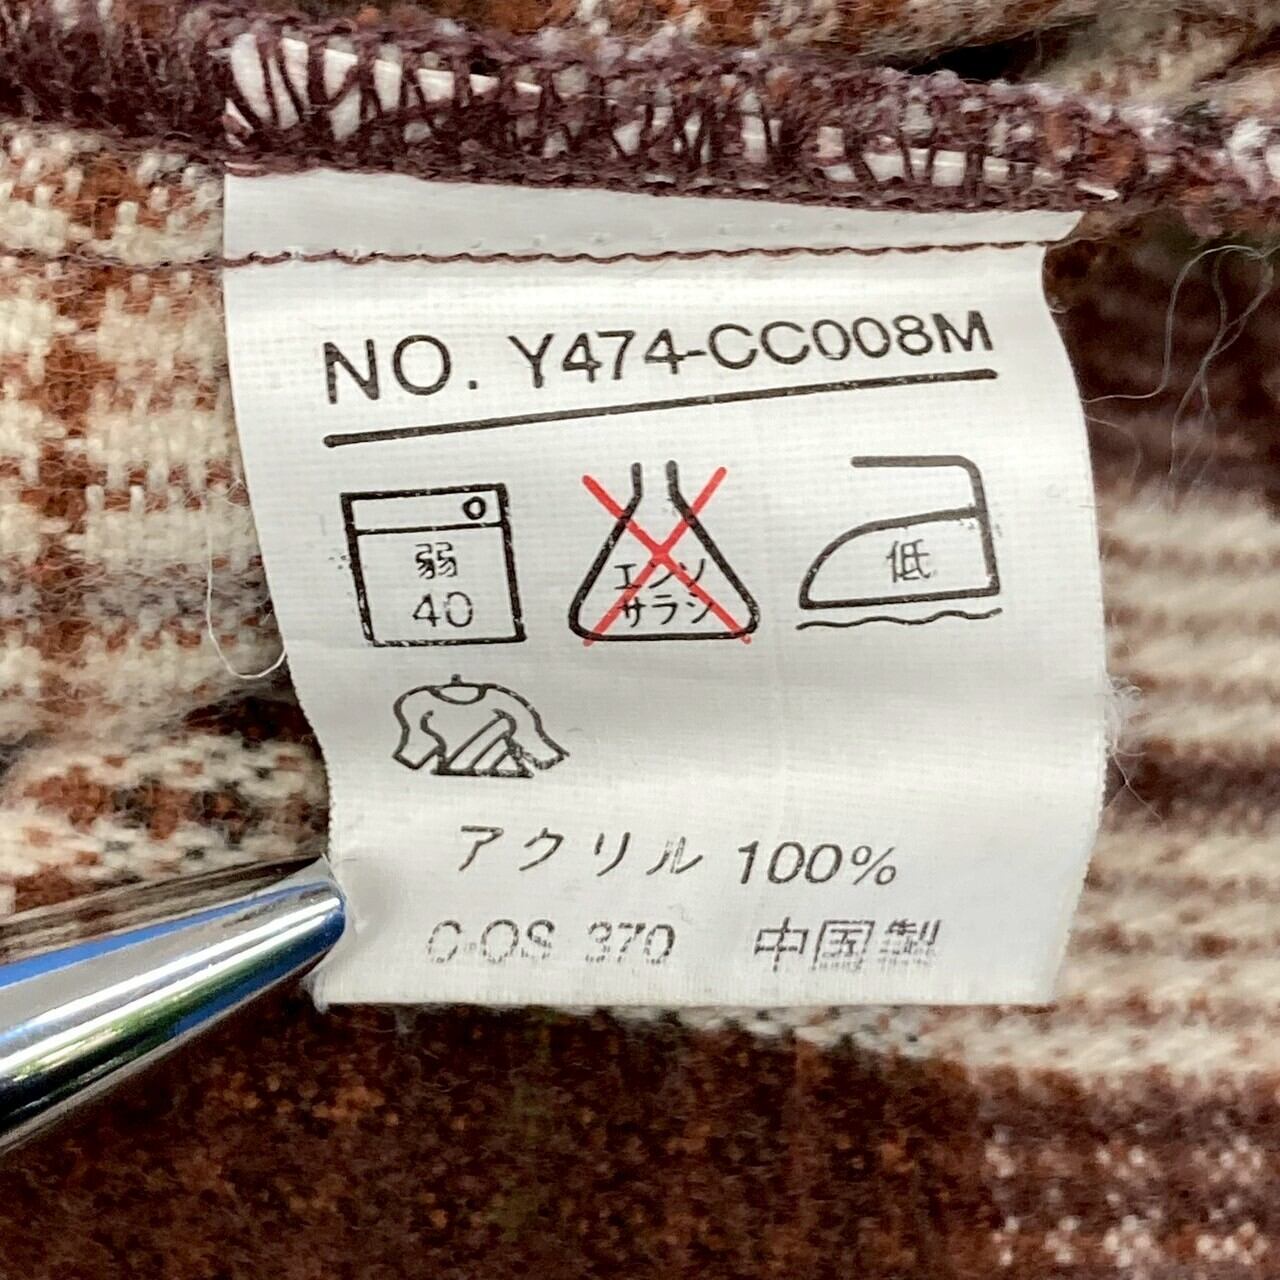 NO. Y474-CC008M
弱
40
エンソ
サラシ
低
アクリル 100%
C-OS 370 中国製